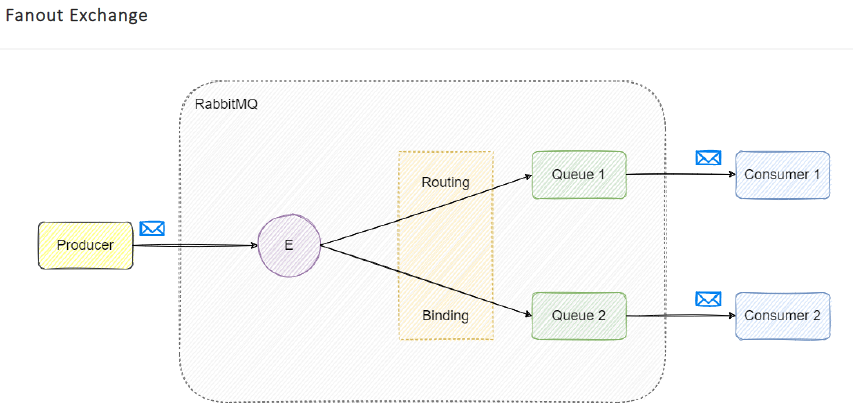 Fanout Exchange
RabbitMQ
Routing
Queue 1
Consumer 1
Producer
E
Binding
Queue 2
Consumer 2